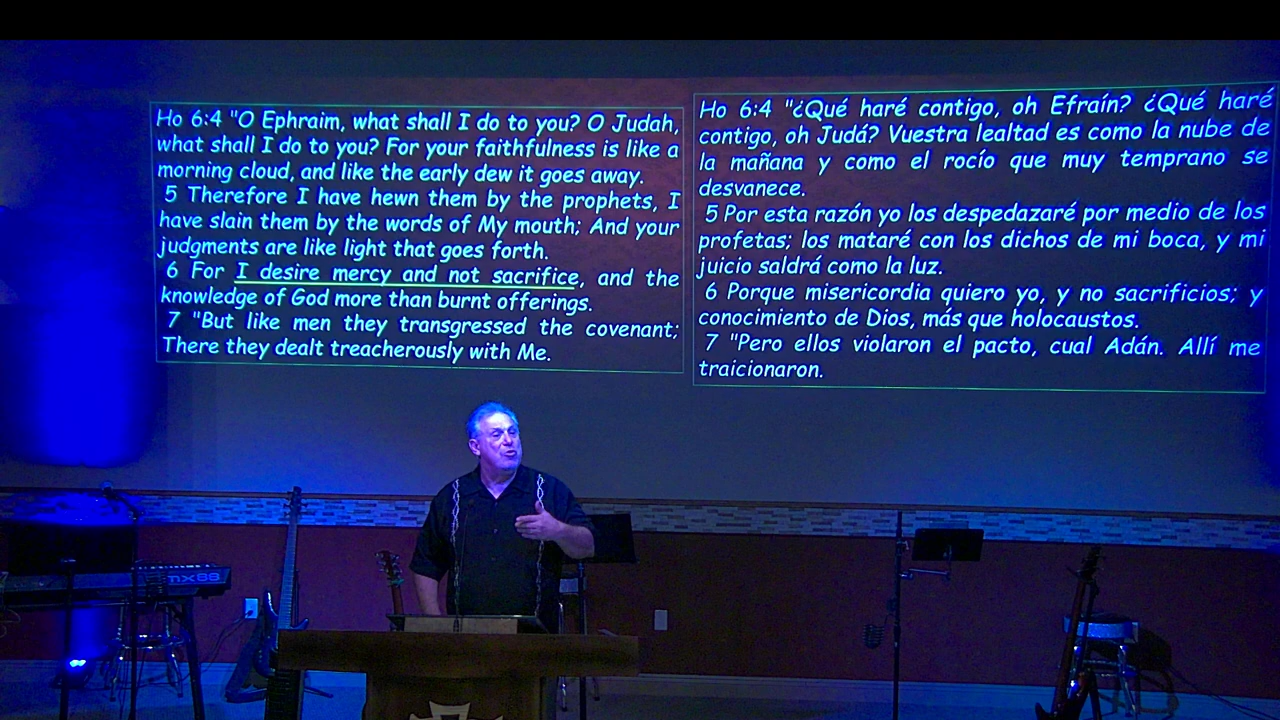 Ho 6:4 "O Ephraim, what shall I do to you? O Judah,
what shall I do to you? For your faithfulness is like a
morning cloud, and like the early dew it goes away.
5 Therefore I have hewn them by the prophets, I
have slain them by the words of My mouth; And your
judgments are like light that goes forth.
6 For I desire mercy and not sacrifice, and the
knowledge of God more than burnt offerings.
7 "But like men they transgressed the covenant;
There they dealt treacherously with Me.
Ho 6:4 "¿Qué haré contigo, oh Efraín? ¿Qué haré
contigo, oh Judá? Vuestra lealtad es como la nube de
la mañana y como el rocío que muy temprano se
desvanece.
5 Por esta razón yo los despedazaré por medio de los
profetas; los mataré con los dichos de mi boca, y mi
juicio saldrá como la luz.
6 Porque misericordia quiero yo, y no sacrificios; y
conocimiento de Dios, más que holocaustos.
7 "Pero ellos violaron el pacto, cual Adán. Allí me
traicionaron.
mx88